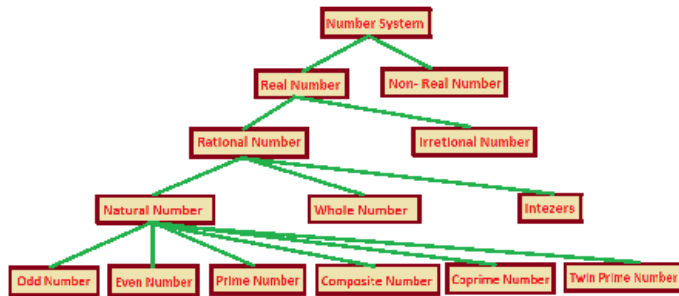 Number System
Real Number
Non- Real Number
Rational Number
Irretional Number
Natural Number
Whole Number
Intezers
Odd Number
Even Number
Prime Number
Composite Number
Coprime Number
Twin Prime Number